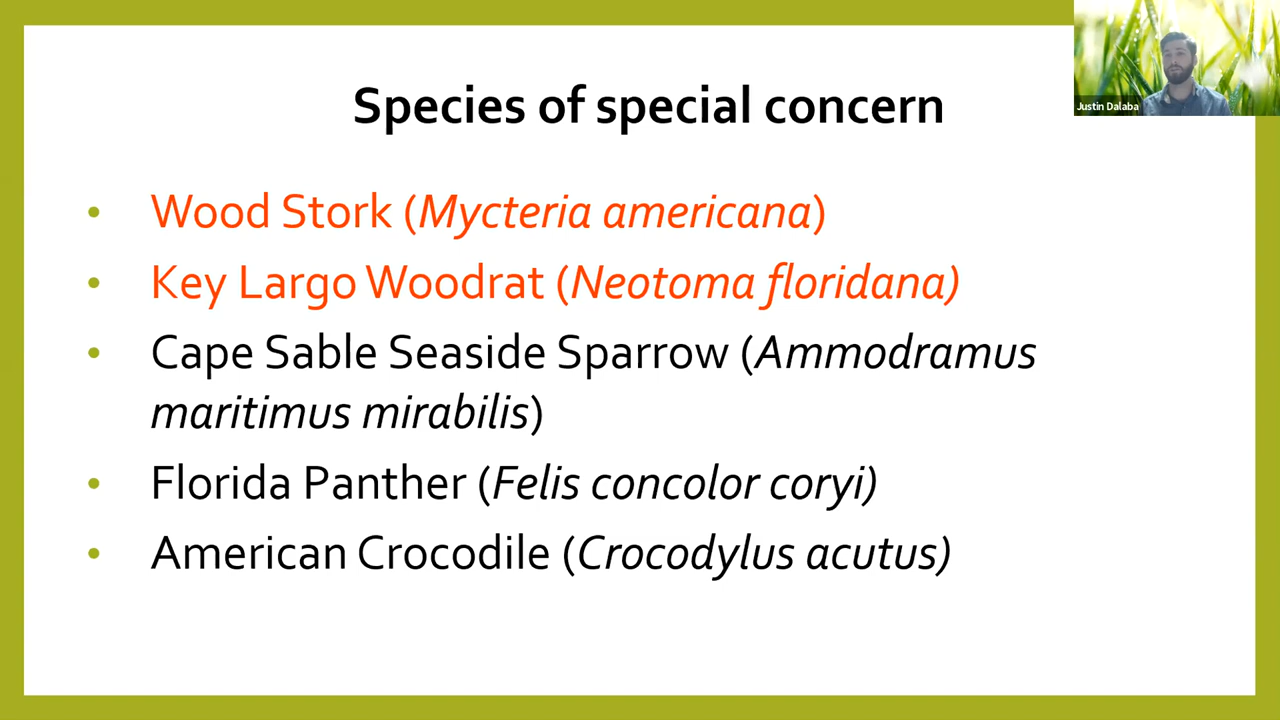 Species of special concern
Justin Dalaba
• Wood Stork (Mycteria americana)
• Key Largo Woodrat (Neotoma floridana)
• Cape Sable Seaside Sparrow (Ammodramus
maritimus mirabilis)
• Florida Panther (Felis concolor coryi)
• American Crocodile (Crocodylus acutus)